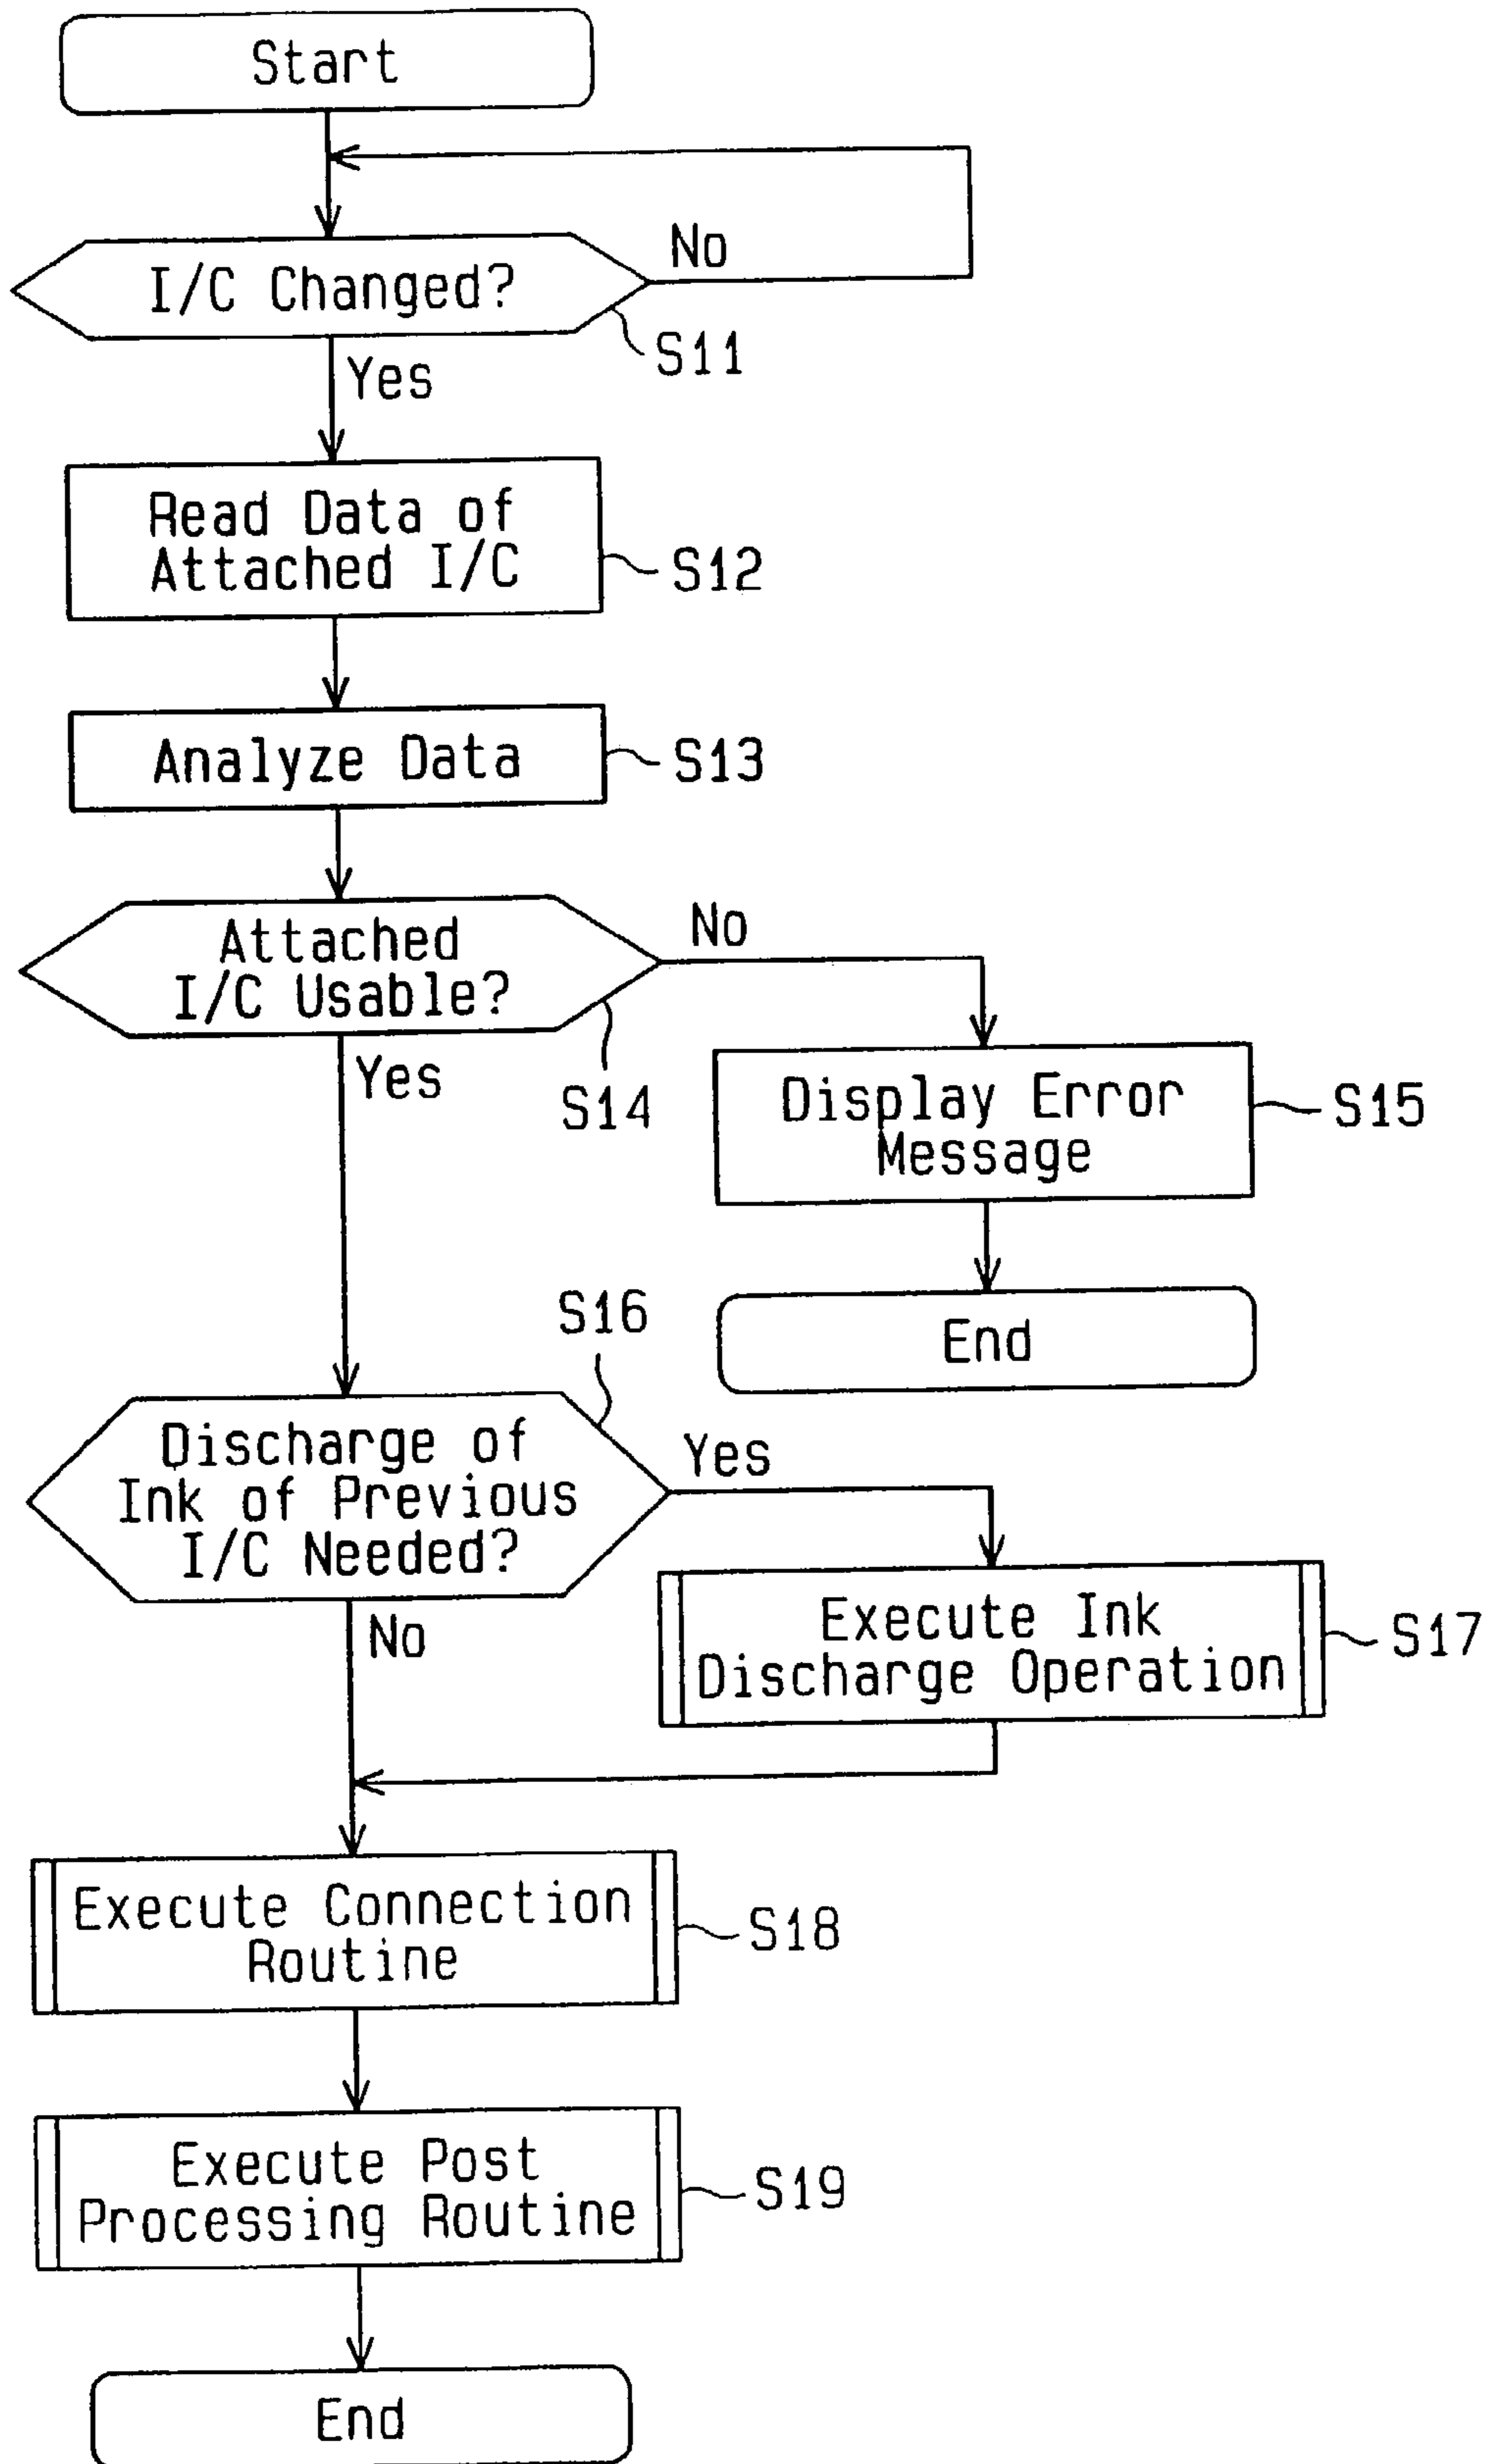 Start
No
I/C Changed?
S11
Yes
Read Data of
Attached I/C
S12
Analyze Data
S13
Attached
I/C Usable?
No
S14
Yes
Display Error
Message
S15
End
S16
Discharge of
Ink of Previous
I/C Needed?
Yes
No
Execute Ink
Discharge Operation
S17
Execute Connection
Routine
S18
Execute Post
Processing Routine
S19
End